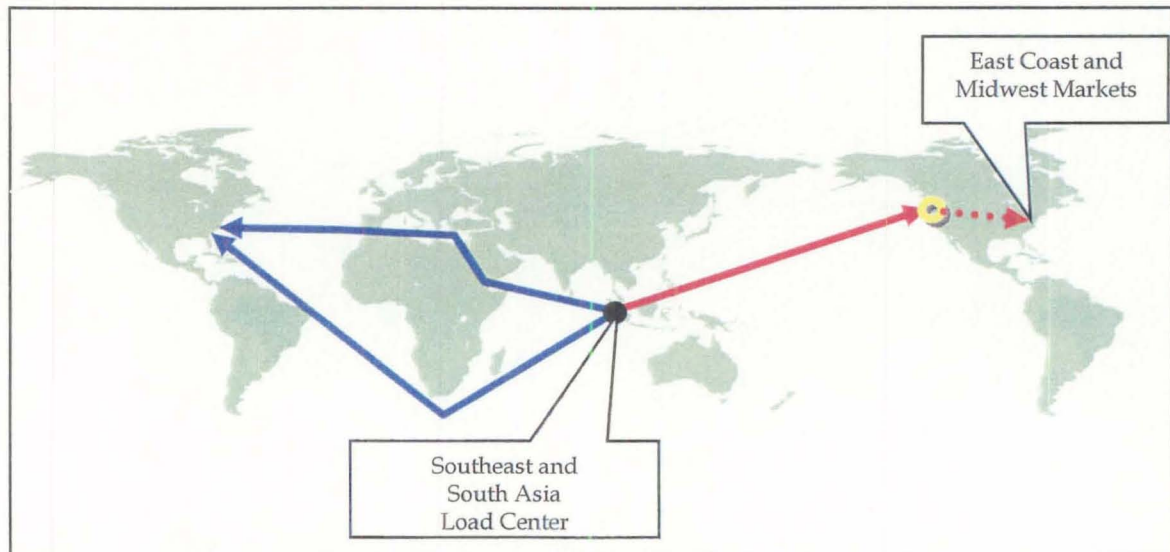 East Coast and
Midwest Markets
Southeast and
South Asia
Load Center